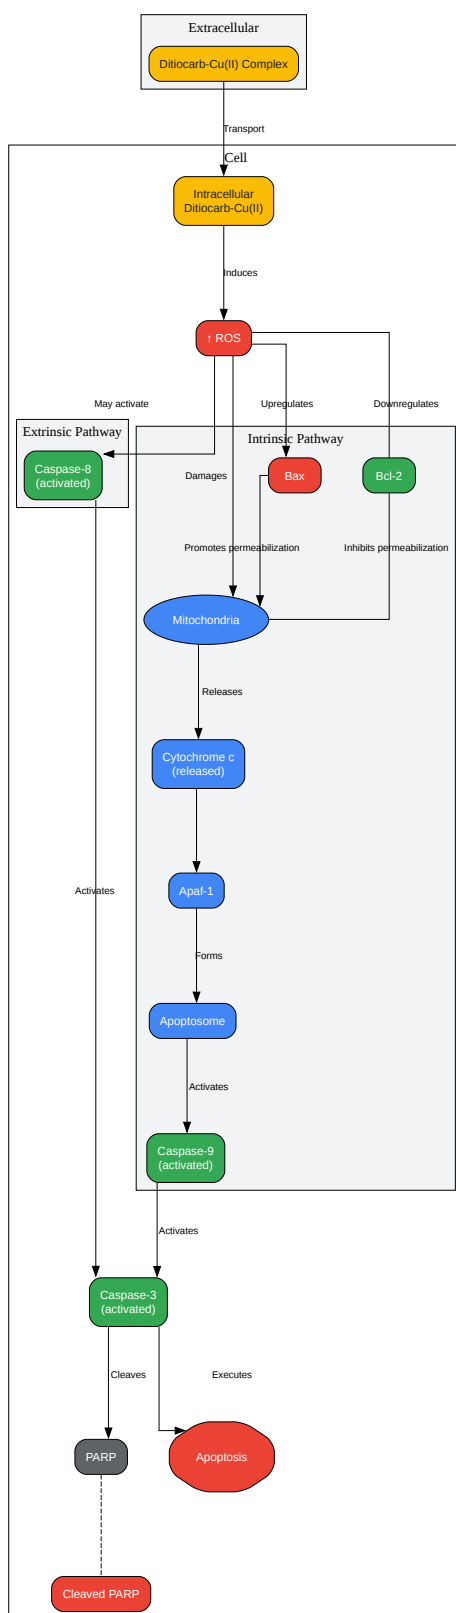 Extracellular
Ditiocarb-Cu(II) Complex
Transport
Cell
Intracellular
Ditiocarb-Cu(II)
Induces
↑ ROS
May activate
Upregulates
Downregulates
Extrinsic Pathway
Intrinsic Pathway
Caspase-8
(activated)
Damages
Bax
Bcl-2
Promotes permeabilization
Inhibits permeabilization
Mitochondria
Releases
Cytochrome c
(released)
Apaf-1
Activates
Forms
Apoptosome
Activates
Caspase-9
(activated)
Activates
Caspase-3
(activated)
Cleaves
Executes
PARP
Apoptosis
Cleaved PARP